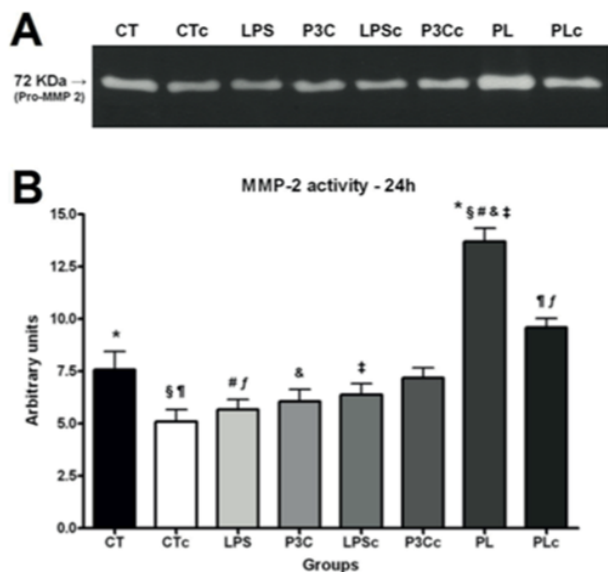 A
CT CTc LPS P3C LPSc P3Cc PL PLc
72 KDa →
(Pro-MMP 2)
B
MMP-2 activity - 24h
Arbitrary units
15.0
12.5
10.0
7.5
5.0
2.5
0.0
*
§ ¶
# ƒ
&
‡
* § # & ‡
¶ ƒ
CT CTc LPS P3C LPSc P3Cc PL PLc
Groups